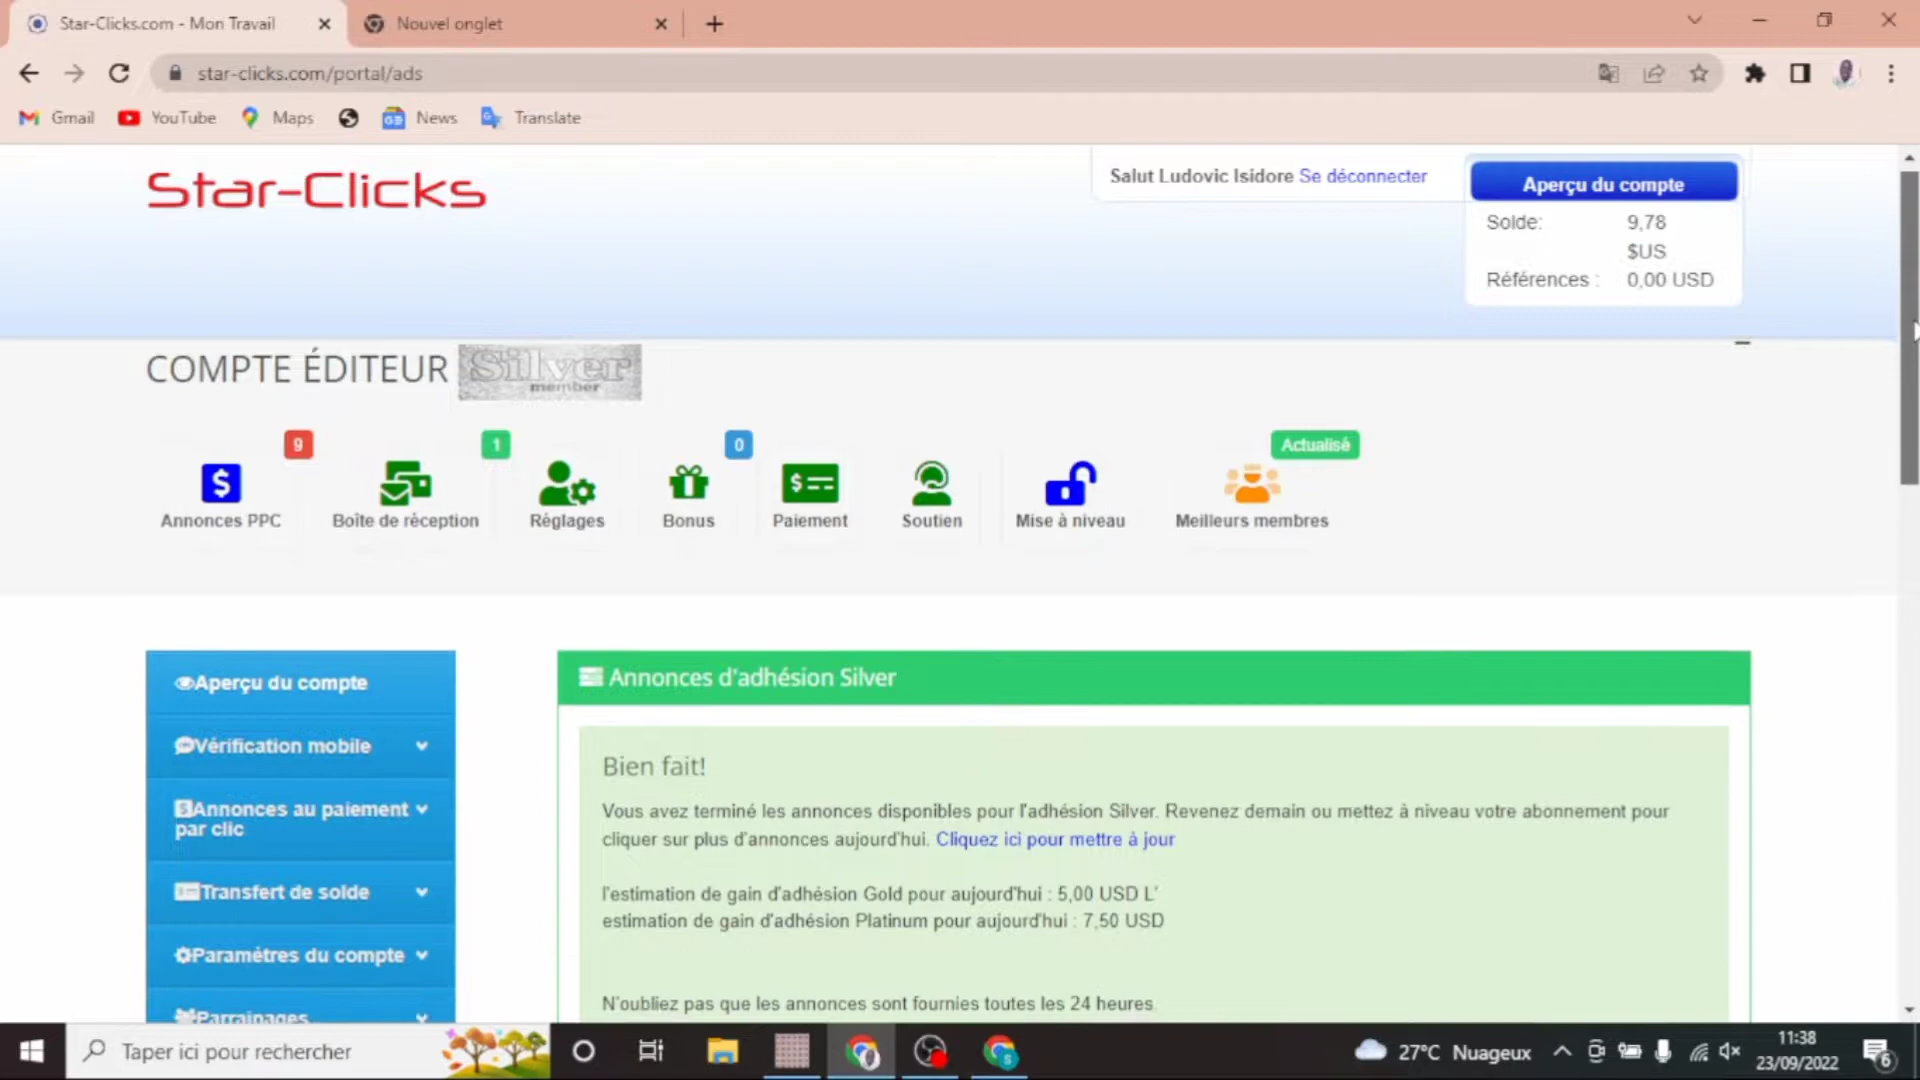 Star-Clicks.com - Mon Travail
Nouvel onglet
star-clicks.com/portal/ads
Gmail
YouTube
Maps
News
Translate
Star-Clicks
Salut Ludovic Isidore Se déconnecter
Aperçu du compte
Solde: 9,78
$US
Références : 0,00 USD
COMPTE ÉDITEUR Silver
member
9
1
0
Actualisé
Annonces PPC
Boîte de réception
Réglages
Bonus
Paiement
Soutien
Mise à niveau
Meilleurs membres
Aperçu du compte
Vérification mobile
Annonces au paiement
par clic
Transfert de solde
Paramètres du compte
Parrainages
Annonces d'adhésion Silver
Bien fait!
Vous avez terminé les annonces disponibles pour l'adhésion Silver. Revenez demain ou mettez à niveau votre abonnement pour
cliquer sur plus d'annonces aujourd'hui. Cliquez ici pour mettre à jour
l'estimation de gain d'adhésion Gold pour aujourd'hui : 5,00 USD L'
estimation de gain d'adhésion Platinum pour aujourd'hui : 7,50 USD
N'oubliez pas que les annonces sont fournies toutes les 24 heures.
Taper ici pour rechercher
27°C Nuageux
11:38
23/09/2022
6